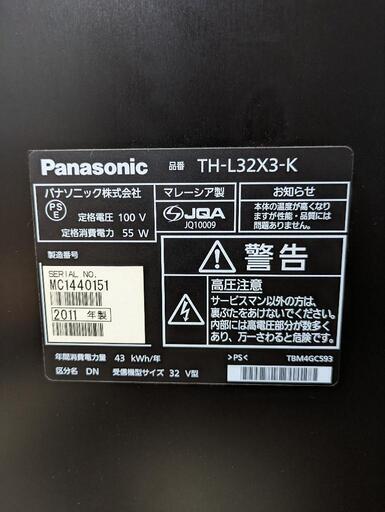 Panasonic 品番 TH-L32X3-K
パナソニック株式会社
PS
E
定格電圧 100 V
定格消費電力 55 W
マレーシア製
JQA
JQ10009
お知らせ
本体の温度が高くなり
ますが性能・品質には
問題ありません。
製造番号
SERIAL NO.
MC1440151
2011 年製
警告
高圧注意
サービスマン以外の方は、
裏ぶたをあけないでください。
内部には高電圧部分が数多く
あり、万一さわると危険です。
年間消費電力量 43 kWh/年
>PS<
TBM4GC593
区分名 DN 受信機型サイズ 32 V型